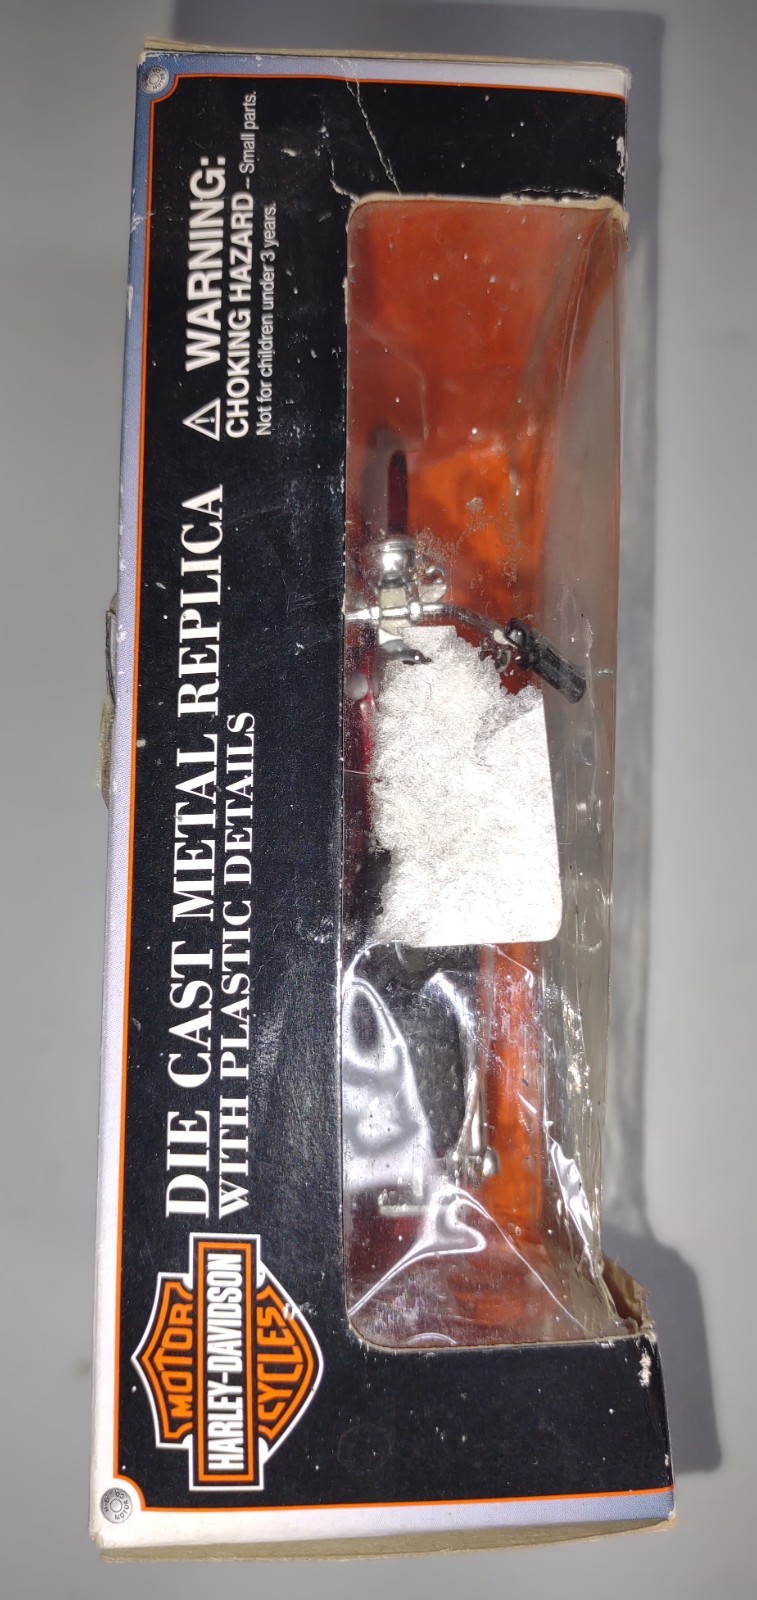 MOTOR
HARLEY-DAVIDSON
CYCLES
DIE CAST METAL REPLICA
WITH PLASTIC DETAILS
⚠ WARNING:
CHOKING HAZARD -- Small parts.
Not for children under 3 years.